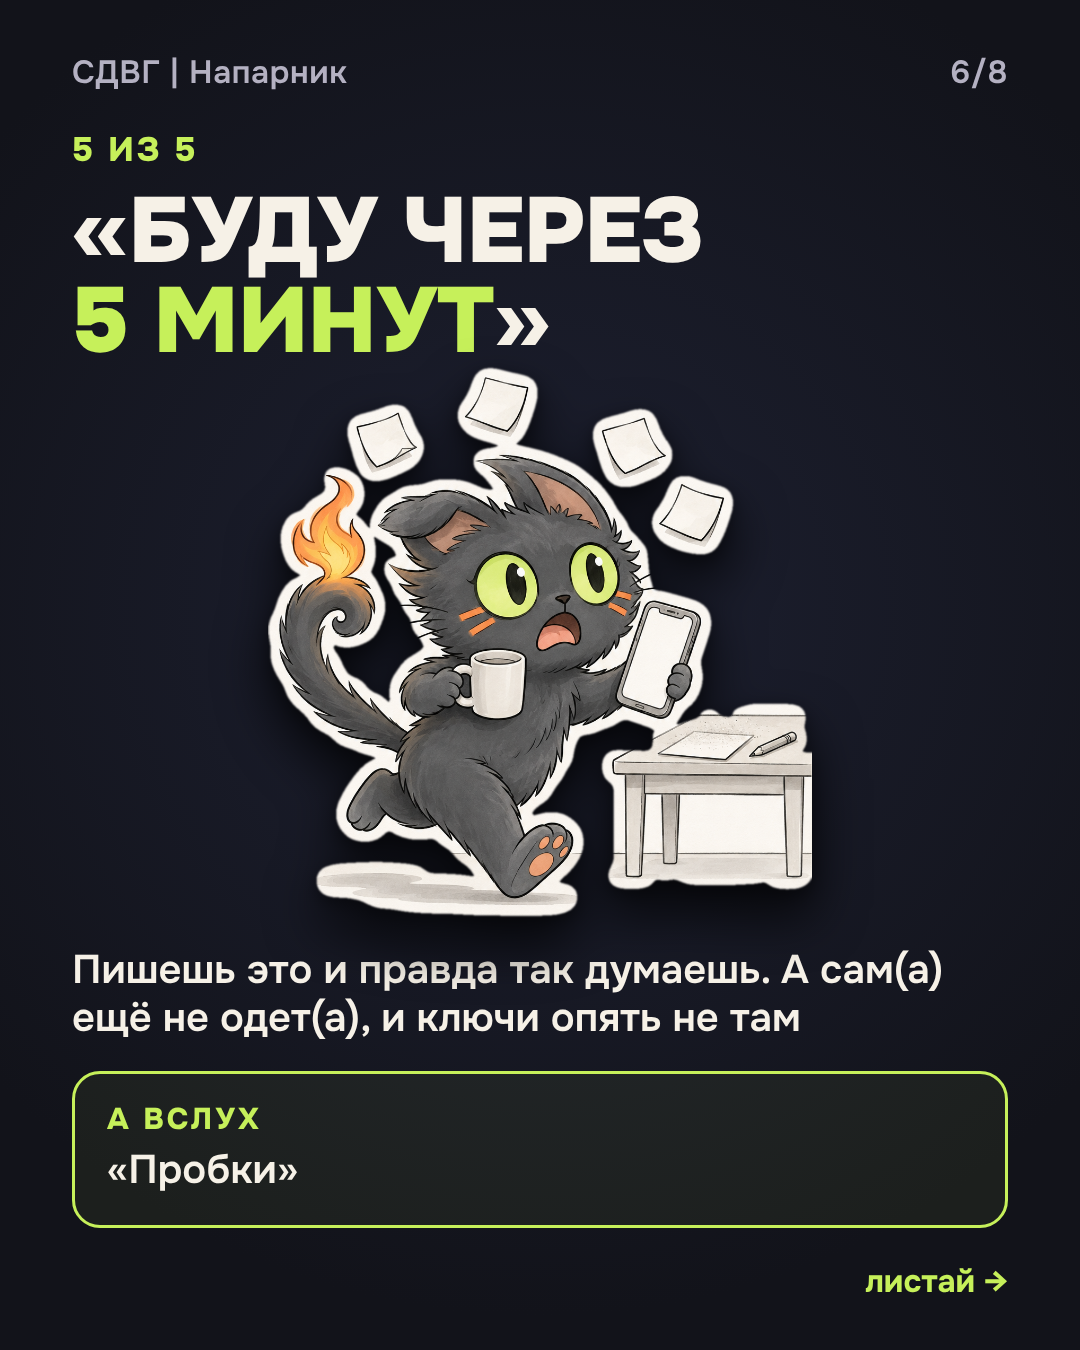 СДВГ | Напарник
6/8
5 ИЗ 5
«БУДУ ЧЕРЕЗ
5 МИНУТ»
Пишешь это и правда так думаешь. А сам(а)
ещё не одет(а), и ключи опять не там
А ВСЛУХ
«Пробки»
листай →